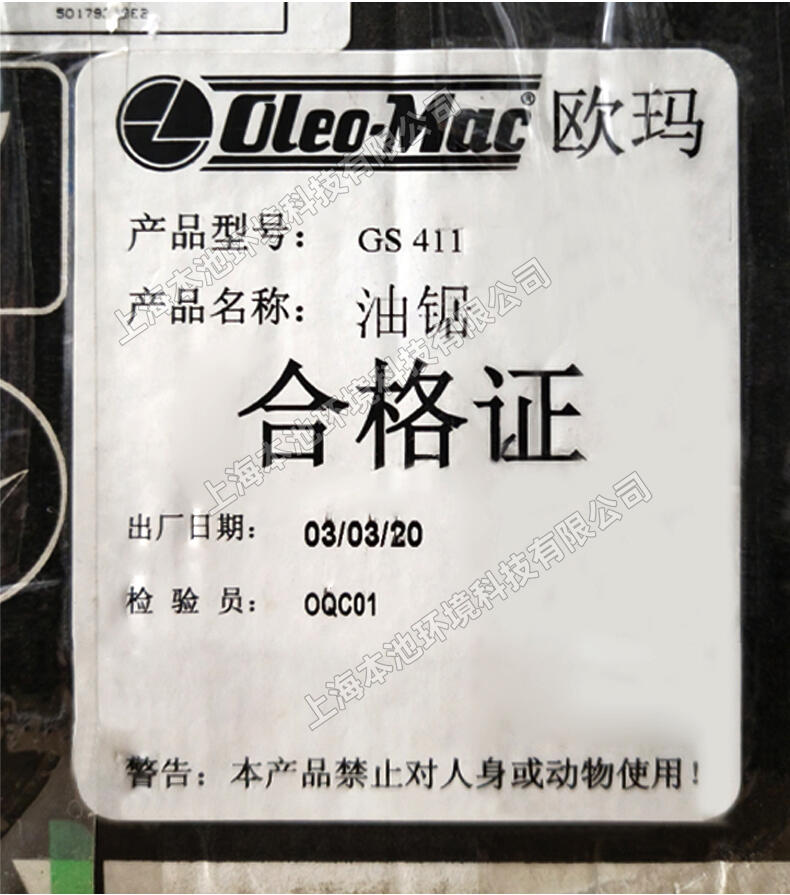 Oleo-Mac® 欧玛
产品型号： GS 411
产品名称： 油锯
合格证
出厂日期： 03/03/20
检 验 员： OQC01
警告：本产品禁止对人身或动物使用！
上海本池环境科技有限公司
上海本池环境科技有限公司
上海本池环境科技有限公司